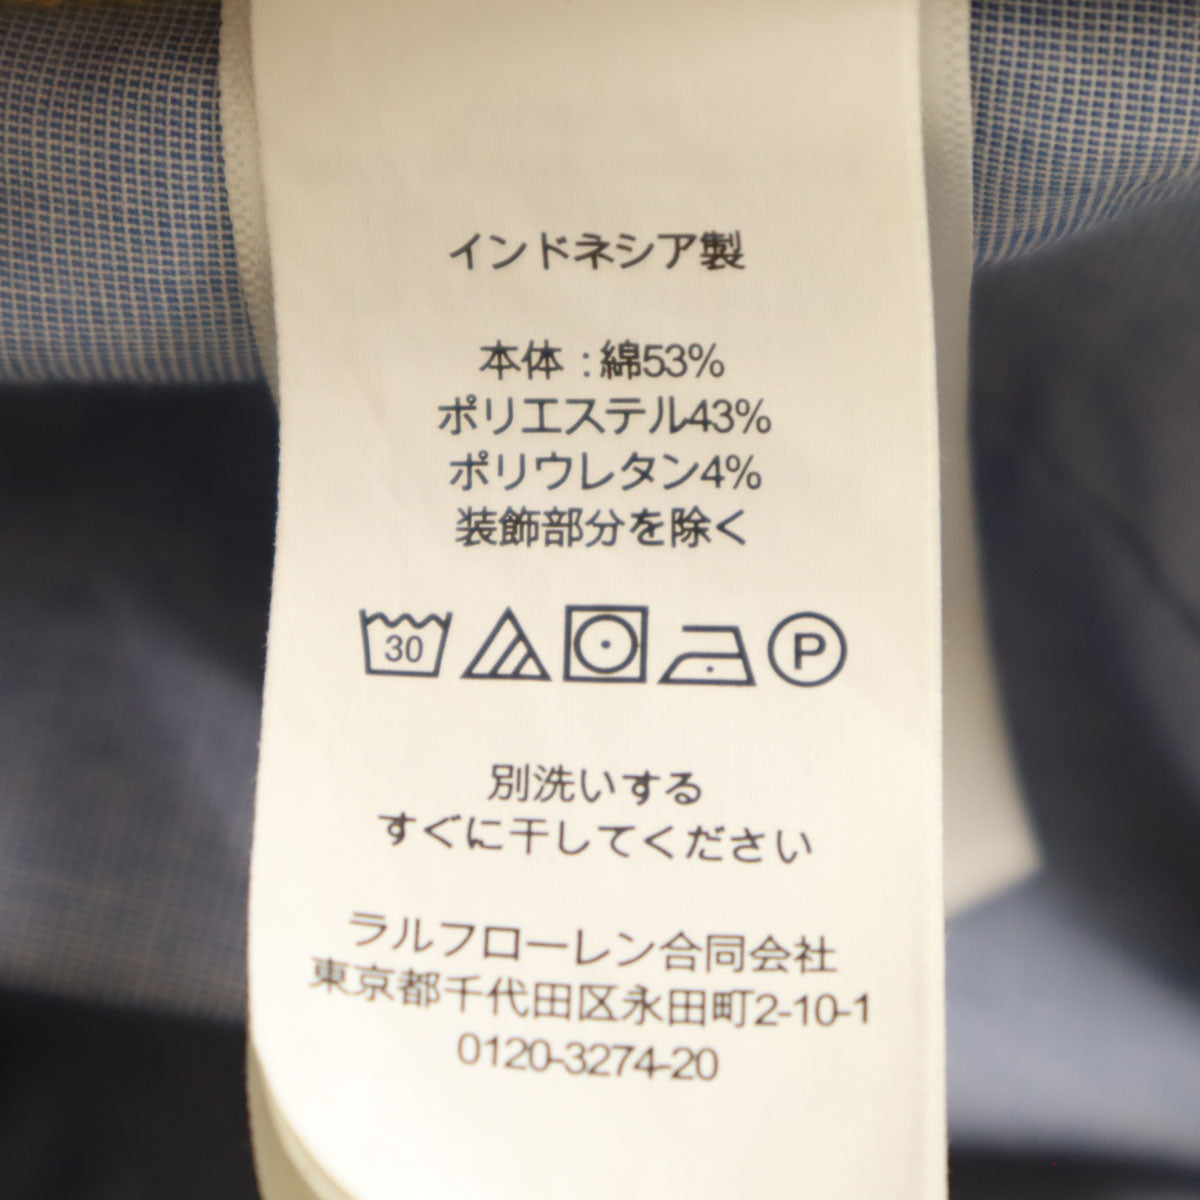 インドネシア製
本体 : 綿53%
ポリエステル43%
ポリウレタン4%
装飾部分を除く
30 P
別洗いする
すぐに干してください
ラルフローレン合同会社
東京都千代田区永田町2-10-1
0120-3274-20